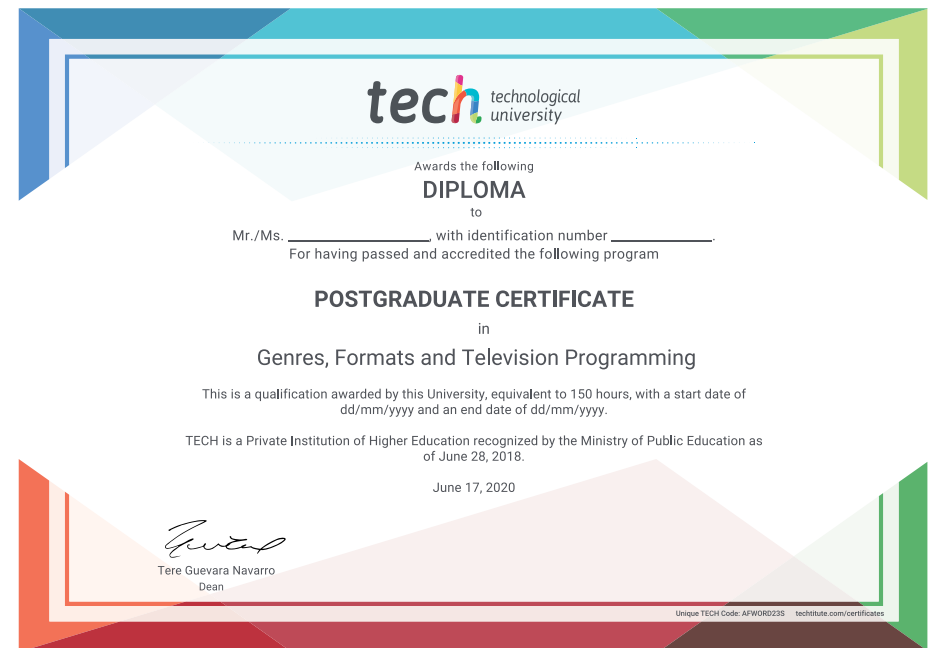 tech technological
university
Awards the following
DIPLOMA
to
Mr./Ms. ____________________, with identification number ______________.
For having passed and accredited the following program
POSTGRADUATE CERTIFICATE
in
Genres, Formats and Television Programming
This is a qualification awarded by this University, equivalent to 150 hours, with a start date of
dd/mm/yyyy and an end date of dd/mm/yyyy.
TECH is a Private Institution of Higher Education recognized by the Ministry of Public Education as
of June 28, 2018.
June 17, 2020
Tere Guevara Navarro
Dean
Unique TECH Code: AFWORD23S techtitute.com/certificates